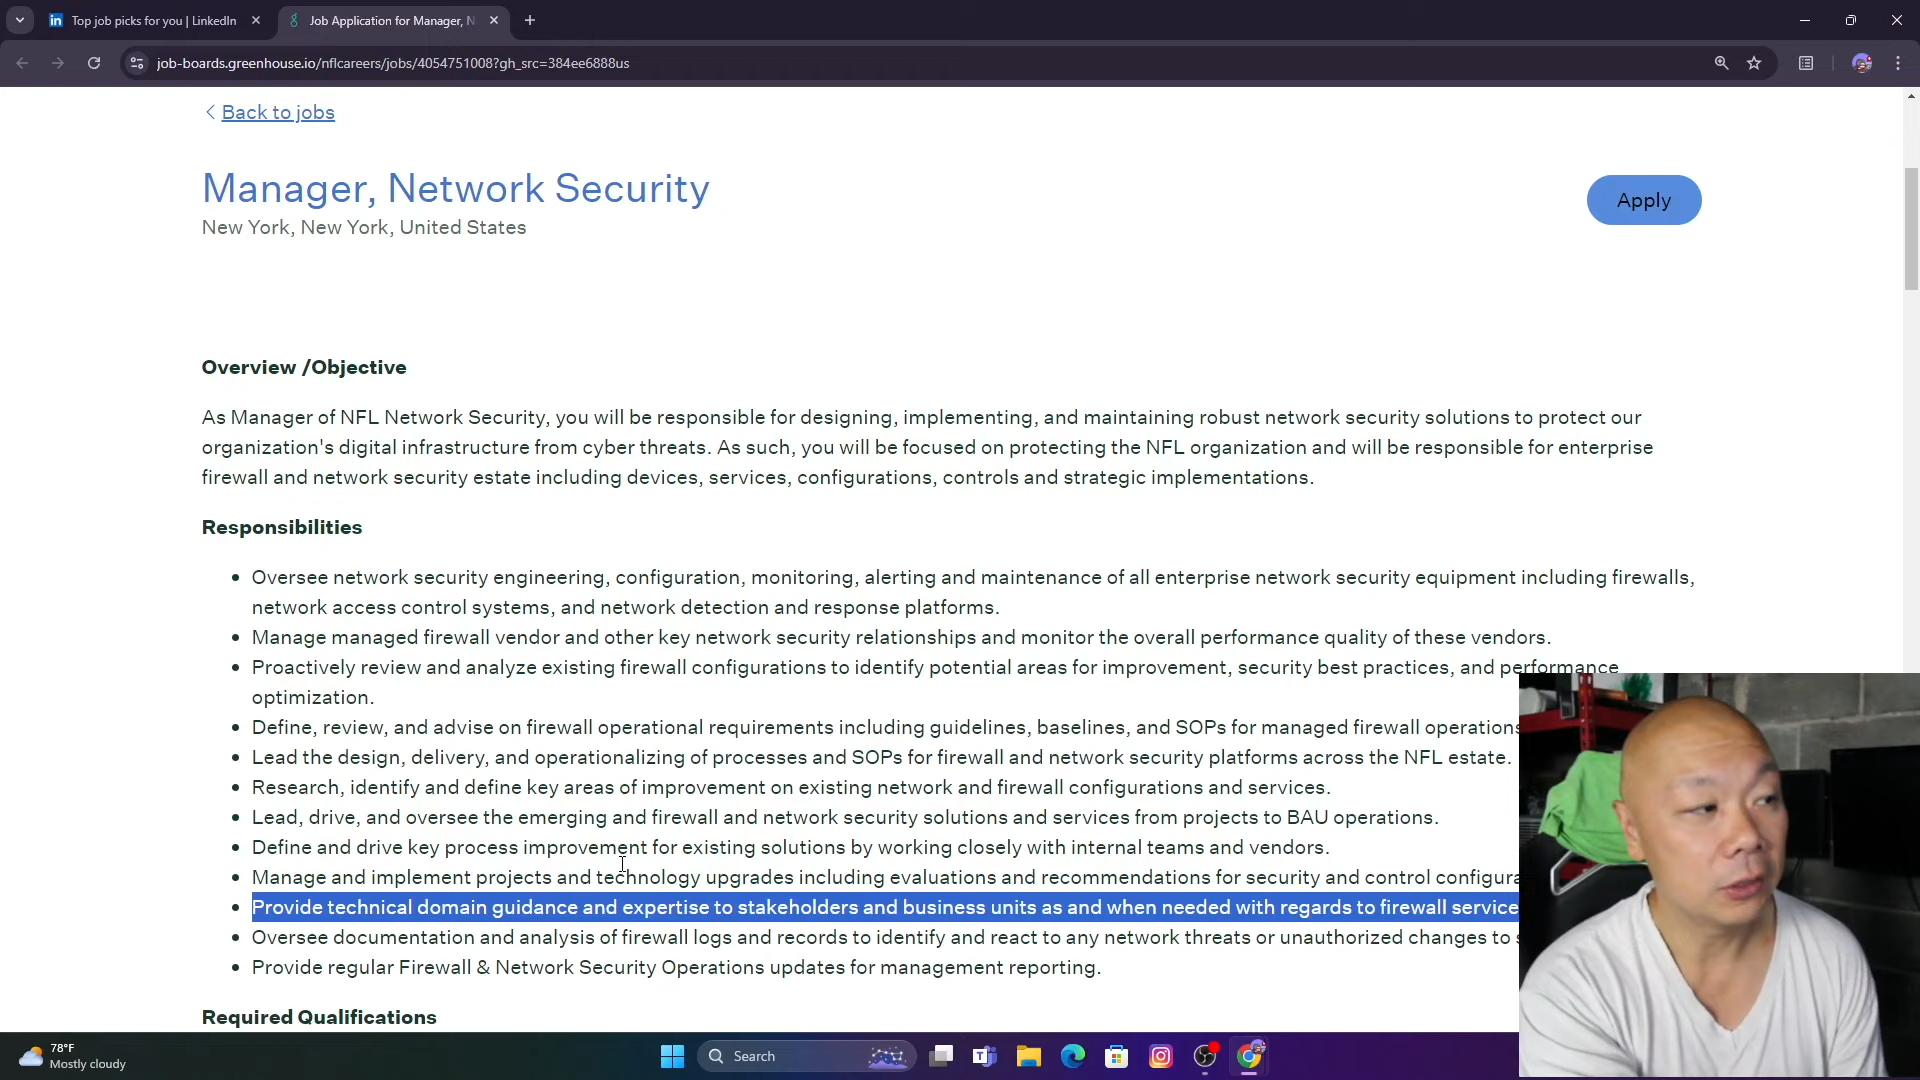 Top job picks for you | LinkedIn
Job Application for Manager, N
job-boards.greenhouse.io/nflcareers/jobs/4054751008?gh_src=384ee6888us
Back to jobs
Manager, Network Security
New York, New York, United States
Apply
Overview /Objective
As Manager of NFL Network Security, you will be responsible for designing, implementing, and maintaining robust network security solutions to protect our
organization's digital infrastructure from cyber threats. As such, you will be focused on protecting the NFL organization and will be responsible for enterprise
firewall and network security estate including devices, services, configurations, controls and strategic implementations.
Responsibilities
Oversee network security engineering, configuration, monitoring, alerting and maintenance of all enterprise network security equipment including firewalls,
network access control systems, and network detection and response platforms.
Manage managed firewall vendor and other key network security relationships and monitor the overall performance quality of these vendors.
Proactively review and analyze existing firewall configurations to identify potential areas for improvement, security best practices, and performance
optimization.
Define, review, and advise on firewall operational requirements including guidelines, baselines, and SOPs for managed firewall operations
Lead the design, delivery, and operationalizing of processes and SOPs for firewall and network security platforms across the NFL estate.
Research, identify and define key areas of improvement on existing network and firewall configurations and services.
Lead, drive, and oversee the emerging and firewall and network security solutions and services from projects to BAU operations.
Define and drive key process improvement for existing solutions by working closely with internal teams and vendors.
Manage and implement projects and technology upgrades including evaluations and recommendations for security and control configura
Provide technical domain guidance and expertise to stakeholders and business units as and when needed with regards to firewall service
Oversee documentation and analysis of firewall logs and records to identify and react to any network threats or unauthorized changes to s
Provide regular Firewall & Network Security Operations updates for management reporting.
Required Qualifications
78°F
Mostly cloudy
Search